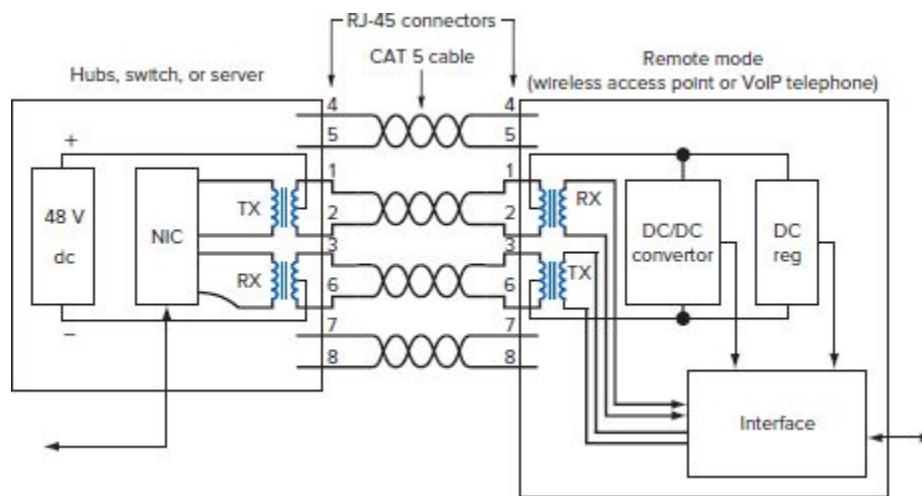 RJ-45 connectors
CAT 5 cable
Hubs, switch, or server
Remote mode
(wireless access point or VoIP telephone)
4
4
5
5
+
1
1
TX
RX
2
2
48 V
dc
NIC
DC/DC
convertor
DC
reg
3
3
RX
TX
6
6
–
7
7
8
8
Interface